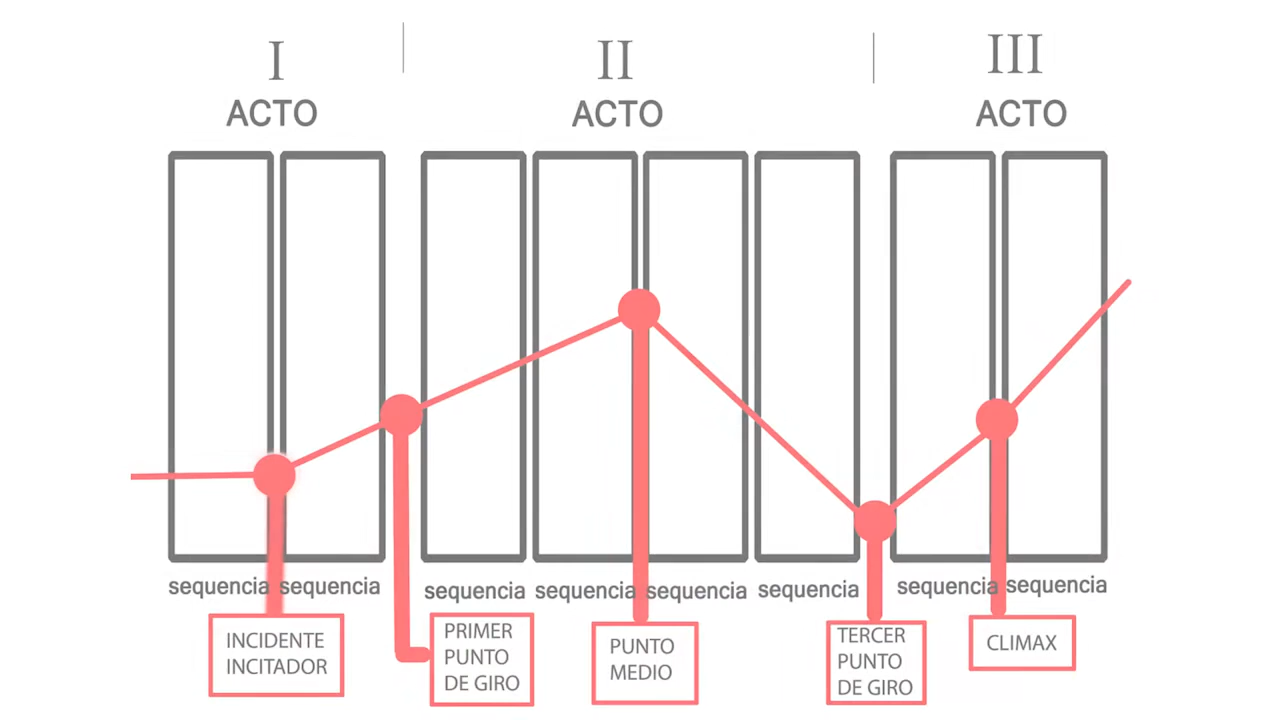 I
II
III
ACTO
ACTO
ACTO
sequencia
sequencia
sequencia
sequencia
sequencia
sequencia
sequencia
sequencia
INCIDENTE
INCITADOR
PRIMER
PUNTO
DE GIRO
PUNTO
MEDIO
TERCER
PUNTO
DE GIRO
CLIMAX